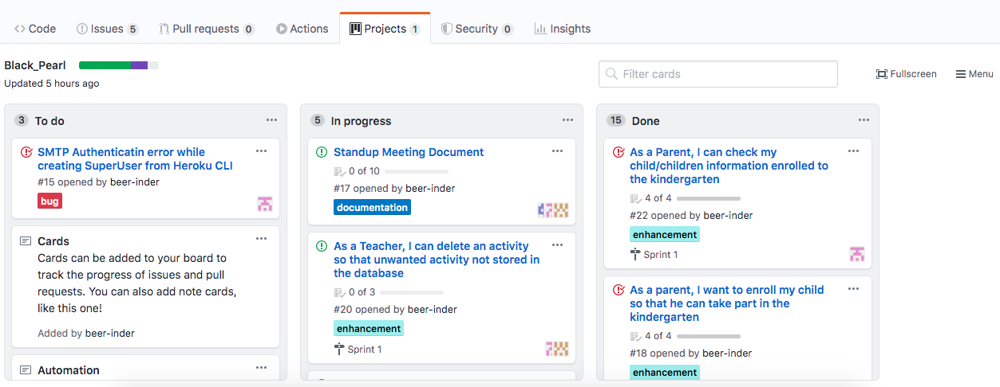 Code Issues 5 Pull requests 0 Actions Projects 1 Security 0 Insights
Black_Pearl
Updated 5 hours ago
Filter cards
Fullscreen Menu
3 To do
SMTP Authenticatin error while
creating SuperUser from Heroku CLI
#15 opened by beer-inder
bug
Cards
Cards can be added to your board to
track the progress of issues and pull
requests. You can also add note cards,
like this one!
Added by beer-inder
Automation
5 In progress
Standup Meeting Document
0 of 10
#17 opened by beer-inder
documentation
As a Teacher, I can delete an activity
so that unwanted activity not stored in
the database
0 of 3
#20 opened by beer-inder
enhancement
Sprint 1
15 Done
As a Parent, I can check my
child/children information enrolled to
the kindergarten
4 of 4
#22 opened by beer-inder
enhancement
Sprint 1
As a parent, I want to enroll my child
so that he can take part in the
kindergarten
4 of 4
#18 opened by beer-inder
enhancement